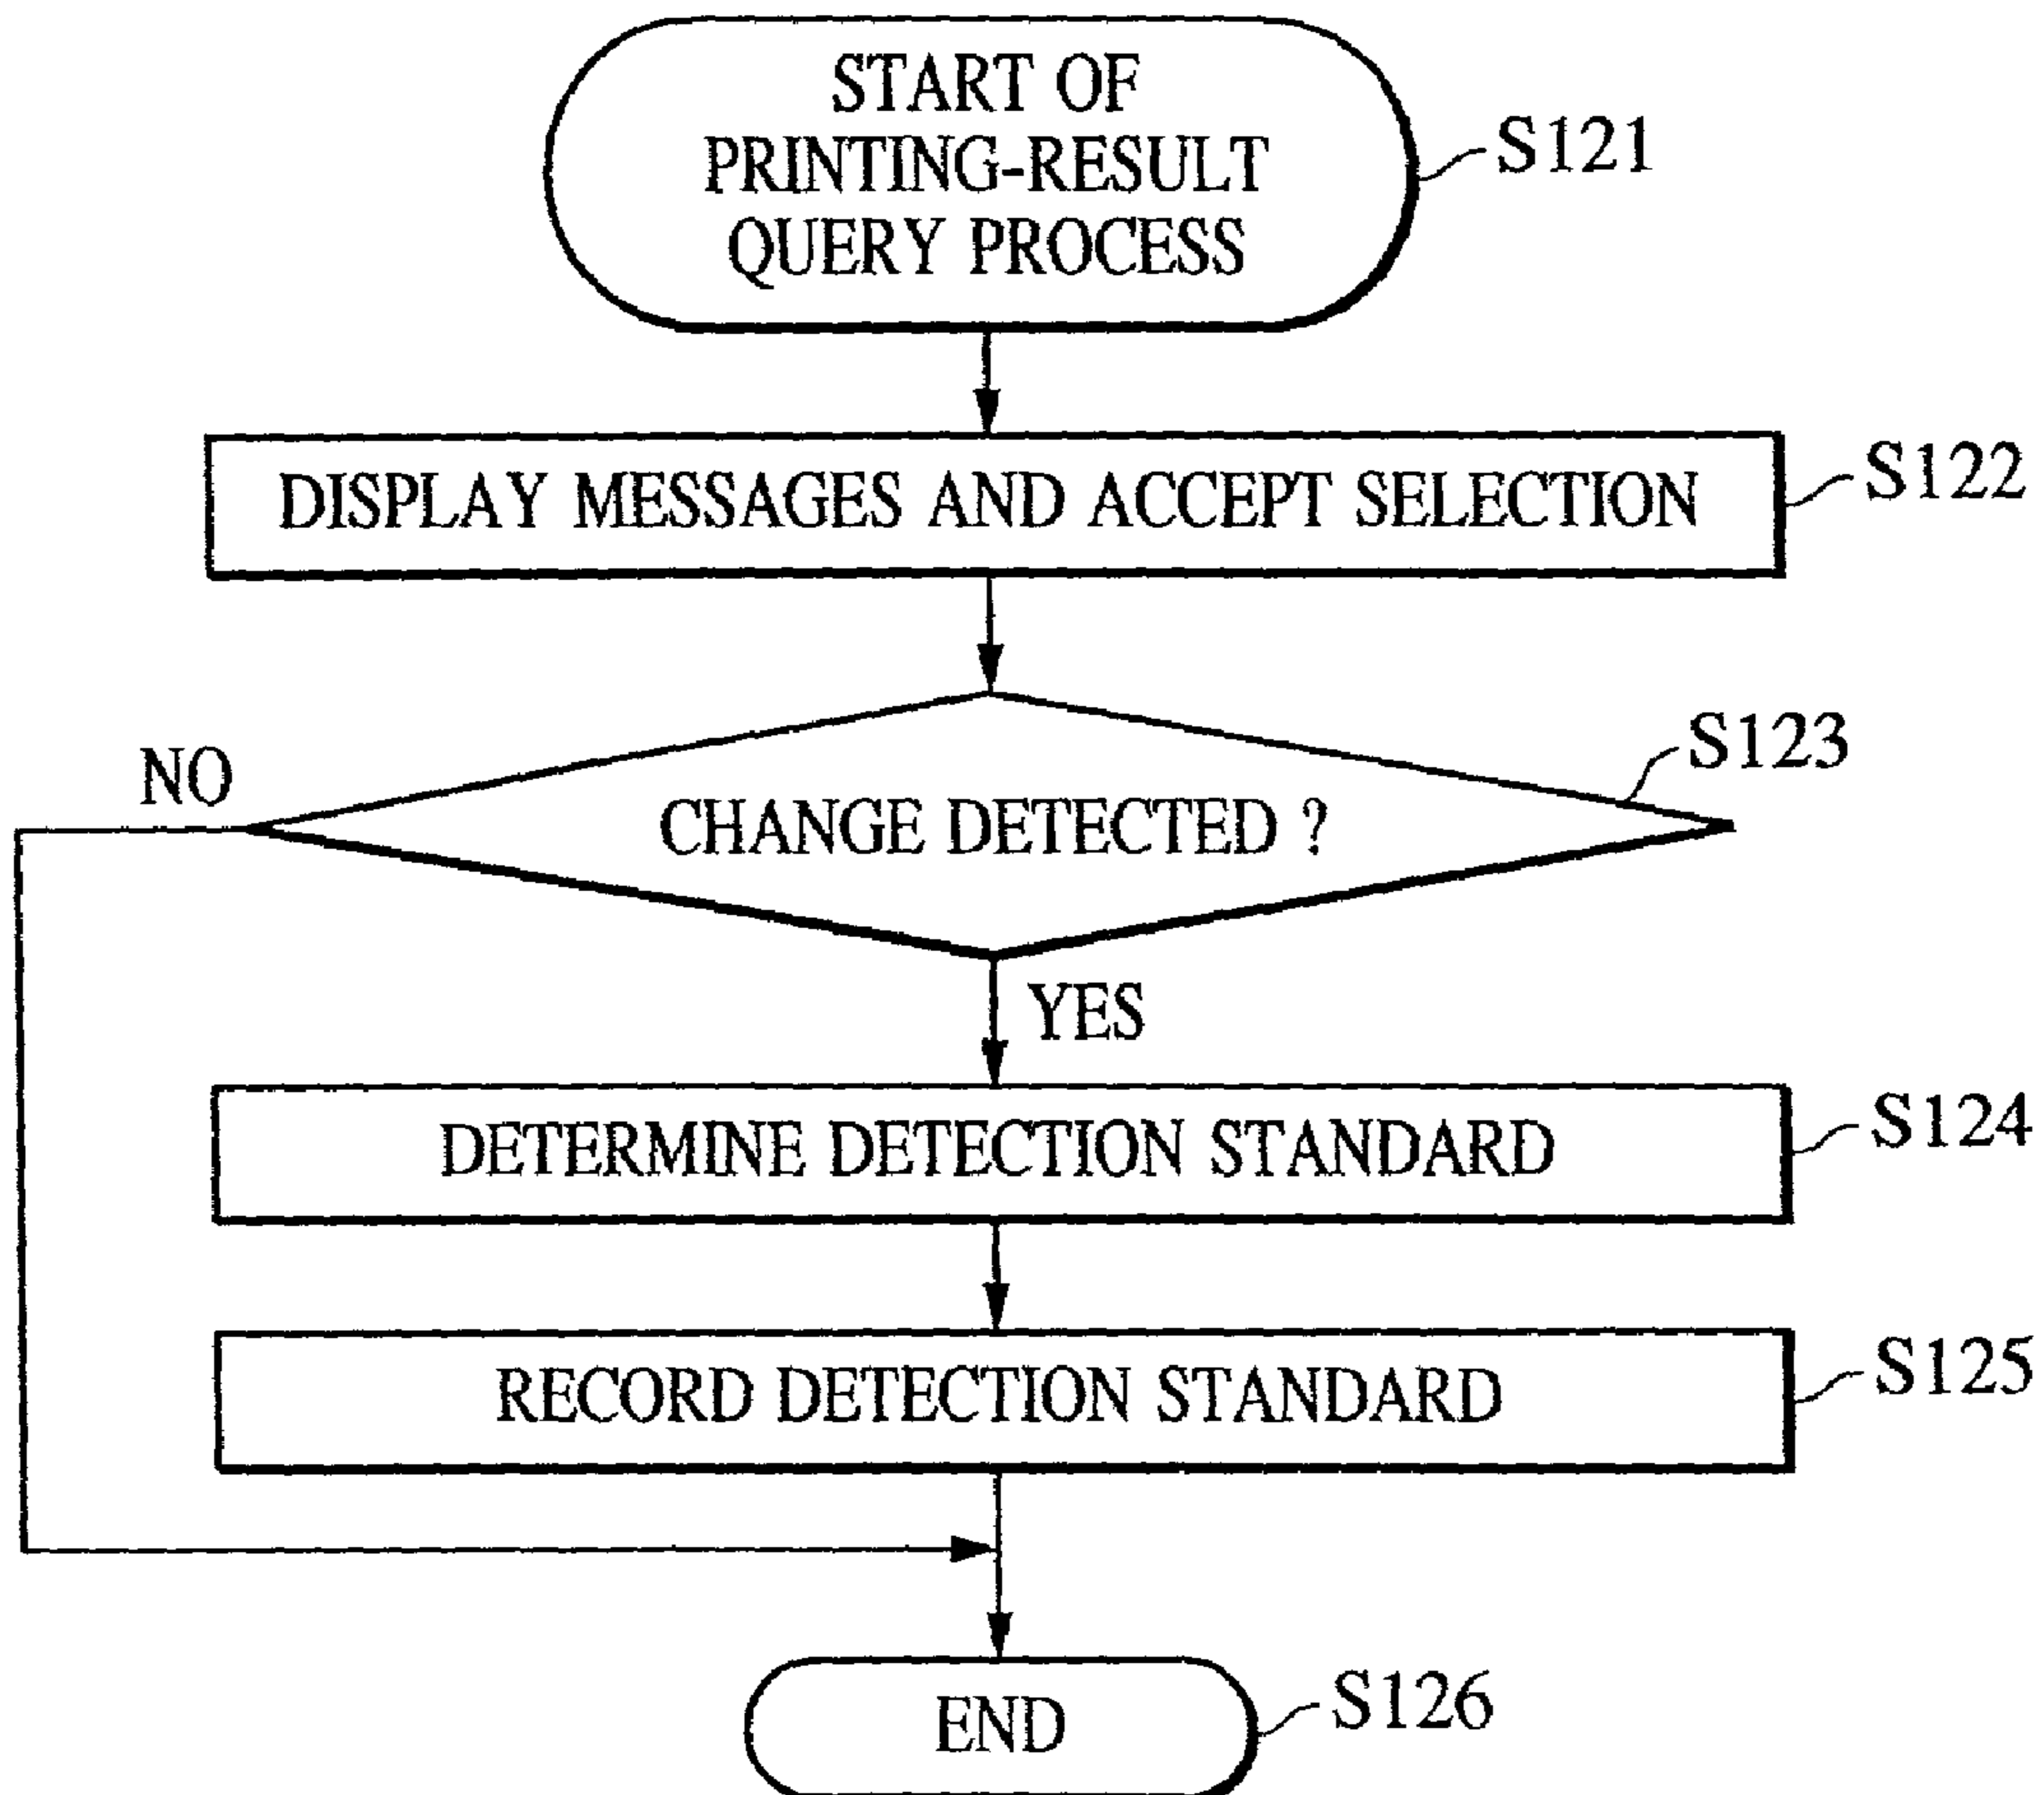 START OF
PRINTING-RESULT
QUERY PROCESS
S121
DISPLAY MESSAGES AND ACCEPT SELECTION
S122
CHANGE DETECTED ?
S123
NO
YES
DETERMINE DETECTION STANDARD
S124
RECORD DETECTION STANDARD
S125
END
S126